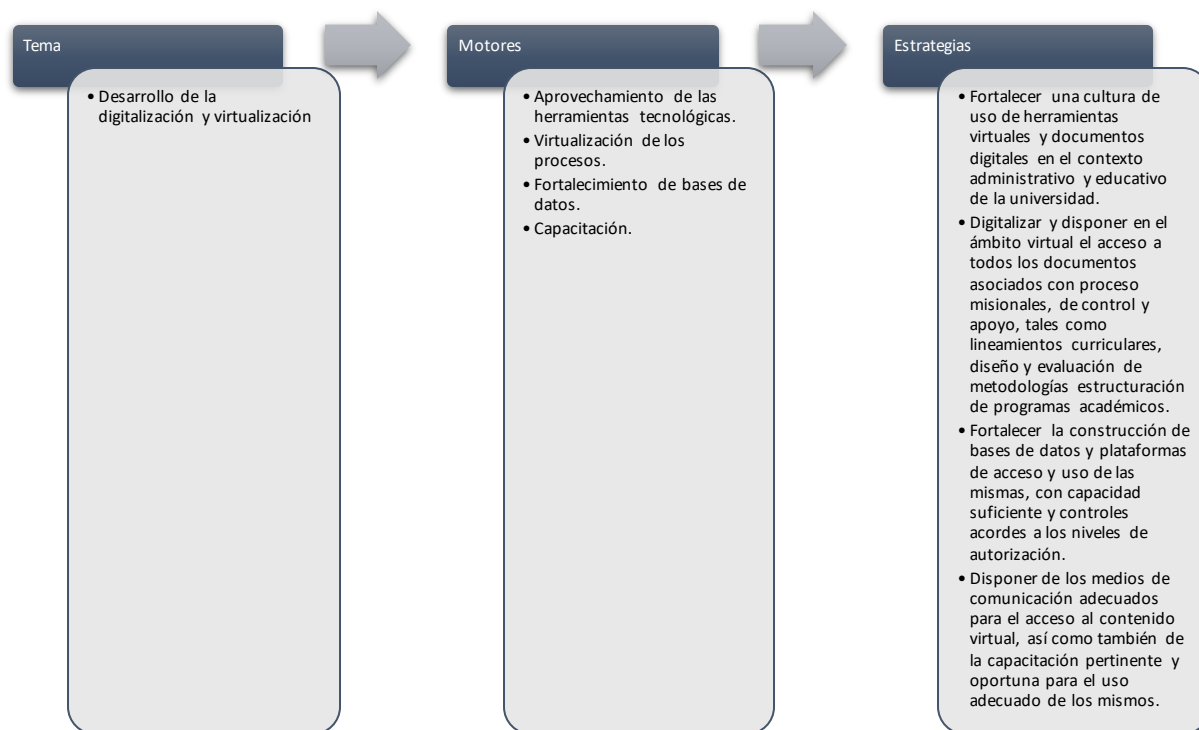 Tema
• Desarrollo de la
digitalización y virtualización
Motores
• Aprovechamiento de las
herramientas tecnológicas.
• Virtualización de los
procesos.
• Fortalecimiento de bases de
datos.
• Capacitación.
Estrategias
• Fortalecer una cultura de
uso de herramientas
virtuales y documentos
digitales en el contexto
administrativo y educativo
de la universidad.
• Digitalizar y disponer en el
ámbito virtual el acceso a
todos los documentos
asociados con proceso
misionales, de control y
apoyo, tales como
lineamientos curriculares,
diseño y evaluación de
metodologías estructuración
de programas académicos.
• Fortalecer la construcción de
bases de datos y plataformas
de acceso y uso de las
mismas, con capacidad
suficiente y controles
acordes a los niveles de
autorización.
• Disponer de los medios de
comunicación adecuados
para el acceso al contenido
virtual, así como también de
la capacitación pertinente y
oportuna para el uso
adecuado de los mismos.